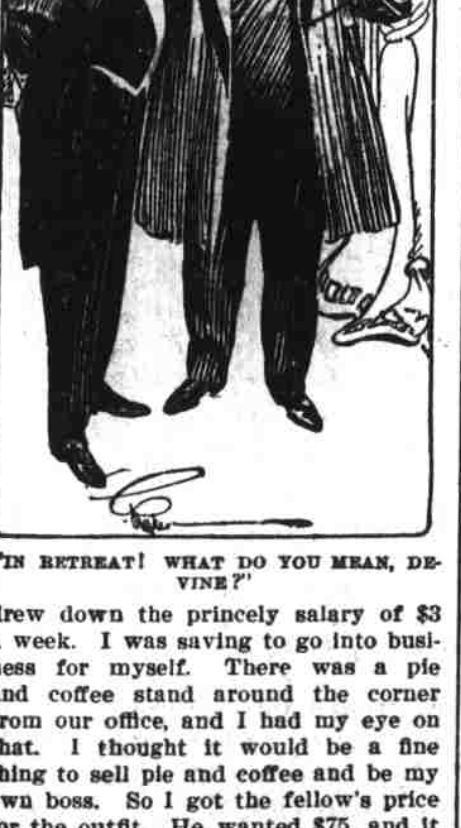 "IN RETREAT! WHAT DO YOU MEAN, DE-
VINE?"
drew down the princely salary of $3
a week. I was saving to go into busi-
ness for myself. There was a pie
and coffee stand around the corner
from our office, and I had my eye on
that. I thought it would be a fine
thing to sell pie and coffee and be my
own boss. So I got the fellow's price
for the outfit. He wanted $75, and it